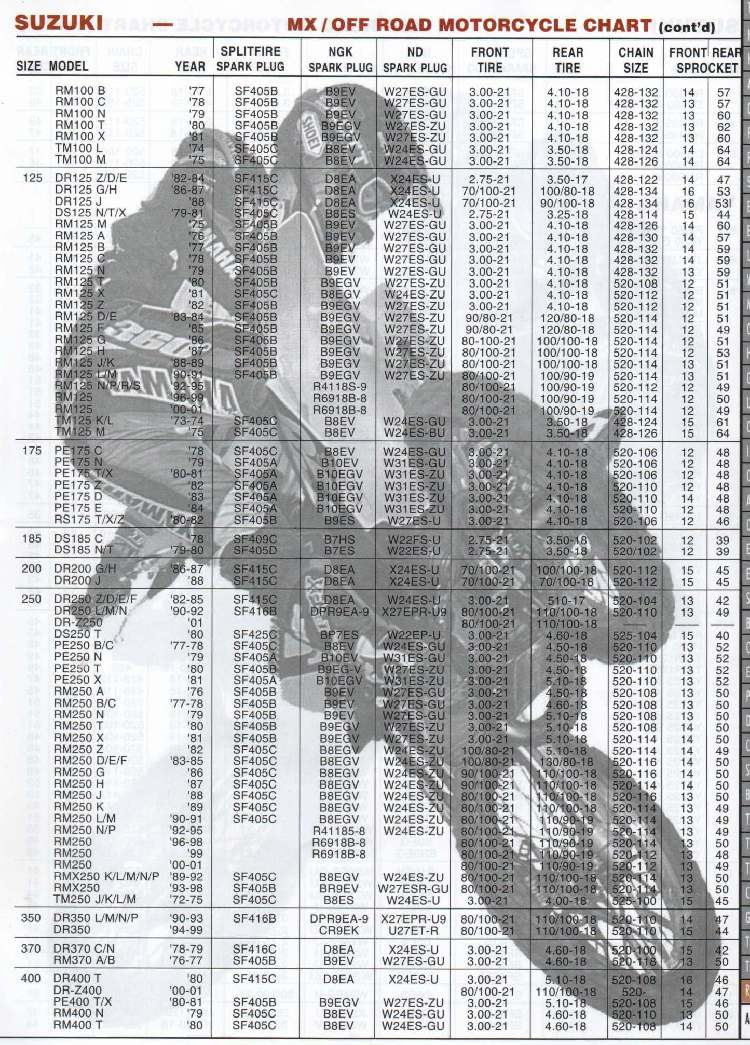 SUZUKI — MX/OFF ROAD MOTORCYCLE CHART (cont'd)
SPLITFIRE NGK ND FRONT REAR CHAIN FRONT REAR
SIZE MODEL YEAR SPARK PLUG SPARK PLUG SPARK PLUG TIRE TIRE SIZE SPROCKET
RM100 B '77 SF405B B9EV W27ES-GU 3.00-21 4.10-18 428-132 14 57
RM100 C '78 SF405B B9EV W27ES-GU 3.00-21 4.10-18 428-132 13 57
RM100 N '79 SF405B B9EV W27ES-GU 3.00-21 4.10-18 428-132 13 60
RM100 T '80 SF405B B9EGV W27ES-ZU 3.00-21 4.10-18 428-132 13 62
RM100 X '81 SF405B B9EGV W27ES-ZU 3.00-21 4.10-18 428-132 13 60
TM100 L '74 SF405C B8EV W24ES-GU 3.00-21 3.50-18 428-124 14 64
TM100 M '75 SF405C B8EV W24ES-GU 3.00-21 3.50-18 428-126 14 64
125 DR125 Z/D/E '82-84 SF415C D8EA X24ES-U 2.75-21 3.50-17 428-122 14 47
DR125 G/H '86-87 SF415C D8EA X24ES-U 70/100-21 100/80-18 428-134 16 53
DR125 J '88 SF415C D8EA X24ES-U 70/100-21 90/100-18 428-134 16 53I
DS125 N/T/X '79-81 SF405C B8ES W24ES-U 2.75-21 3.25-18 428-114 15 44
RM125 M '75 SF405B B9EV W27ES-GU 3.00-21 4.10-18 428-126 14 60
RM125 A '76 SF405B B9EV W27ES-GU 3.00-21 4.10-18 428-130 14 57
RM125 B '77 SF405B B9EV W27ES-GU 3.00-21 4.10-18 428-132 14 59
RM125 C '78 SF405B B9EV W27ES-GU 3.00-21 4.10-18 428-132 14 59
RM125 N '79 SF405B B9EV W27ES-GU 3.00-21 4.10-18 428-132 13 59
RM125 T '80 SF405B B9EGV W27ES-ZU 3.00-21 4.10-18 520-108 12 51
RM125 X '81 SF405C B8EGV W24ES-ZU 3.00-21 4.10-18 520-112 12 51
RM125 Z '82 SF405B B9EGV W27ES-ZU 3.00-21 4.10-18 520-112 12 51
RM125 D/E '83-84 SF405B B9EGV W27ES-ZU 90/80-21 120/80-18 520-114 12 51
RM125 F '85 SF405B B9EGV W27ES-ZU 90/80-21 120/80-18 520-114 12 49
RM125 G '86 SF406B B9EGV W27ES-ZU 80-100-21 100/100-18 520-114 12 51
RM125 H '87 SF405B B9EGV W27ES-ZU 80/100-21 100/100-18 520-114 12 53
RM125 J/K '88-89 SF405B B9EGV W27ES-ZU 80/100-21 100/100-18 520-114 13 51
RM125 L/M '90-91 SF405B B9EGV W27ES-ZU 80/100-21 100/90-19 520-114 13 51
RM125 N/P/R/S '92-95 R4118S-9 80/100-21 100/90-19 520-112 12 49
RM125 '96-99 R6918B-8 80/100-21 100/90-19 520-114 12 50
RM125 '00-01 R6918B-8 80/100-21 100/90-19 520-114 12 49
TM125 K/L '73-74 SF405C B8EV W24ES-GU 3.00-21 3.50-18 428-124 15 61
TM125 M '75 SF405C B8EV W24ES-BU 3.00-21 3.50-18 428-126 15 64
175 PE175 C '78 SF405C B8EV W24ES-GU 3.00-21 4.10-18 520-106 12 48
PE175 N '79 SF405A B10EV W31ES-GU 3.00-21 4.10-18 520-106 12 48
PE175 T/X '80-81 SF405A B10EGV W31ES-ZU 3.00-21 4.10-18 520-106 12 48
PE175 Z '82 SF405A B10EGV W31ES-ZU 3.00-21 4.10-18 520-110 12 48
PE175 D '83 SF405A B10EGV W31ES-ZU 3.00-21 4.10-18 520-110 14 48
PE175 E '84 SF405A B10EGV W31ES-ZU 3.00-21 4.10-18 520-110 12 48
RS175 T/X/Z '80-82 SF405B B9ES W27ES-U 3.00-21 4.10-18 520-106 12 46
185 DS185 C '78 SF409C B7HS W22FS-U 2.75-21 3.50-18 520-102 12 39
DS185 N/T '79-80 SF405D B7ES W22ES-U 2.75-21 3.50-18 520/102 12 39
200 DR200 G/H '86-87 SF415C D8EA X24ES-U 70/100-21 100/70-18 520-112 15 45
DR200 J '88 SF415C D8EA X24ES-U 70/100-21 70/100-18 520-112 15 45
250 DR250 Z/D/E/F '82-85 SF415C D8EA X24ES-U 3.00-21 510-17 520-104 13 42
DR250 L/M/N '90-92 SF416B DPR9EA-9 X27EPR-U9 80/100-21 110/100-18 520-110 13 49
DR-Z250 '01 80/100-21 110/100-18 — — —
DS250 T '80 SF425C BP7ES W22EP-U 3.00-21 4.60-18 525-104 15 40
PE250 B/C '77-78 SF405C B8EV W24ES-GU 3.00-21 4.50-18 520-110 13 52
PE250 N '79 SF405A B10EV W31ES-GU 3.00-21 4.50-18 520-110 13 52
PE250 T '80 SF405B B9EG-V W27ES-ZU 3.00-21 4.50-18 520-110 13 52
PE250 X '81 SF405A B10EGV W31ES-ZU 3.00-21 5.10-18 520-110 12 52
RM250 A '76 SF405B B9EV W27ES-GU 3.00-21 4.50-18 520-108 13 50
RM250 B/C '77-78 SF405B B9EV W27ES-GU 3.00-21 4.60-18 520-108 13 50
RM250 N '79 SF405B B9EV W27ES-GU 3.00-21 5.10-18 520-108 13 50
RM250 T '80 SF405B B9EGV W27ES-ZU 3.00-21 5.10-18 520-108 14 50
RM250 X '81 SF405B B9EGV W27ES-ZU 3.00-21 5.10-18 520-114 14 50
RM250 Z '82 SF405C B8EGV W24ES-ZU 100/80-21 5.10-18 520-114 14 49
RM250 D/E/F '83-85 SF405C B8EGV W24ES-ZU 100/80-21 130/80-18 520-116 14 50
RM250 G '86 SF405C B8EGV W24ES-ZU 90/100-21 110/100-18 520-116 14 50
RM250 H '87 SF405C B8EGV W24ES-ZU 90/100-21 110/100-18 520-114 14 50
RM250 J '88 SF405C B8EGV W24ES-ZU 80/100-21 110/100-18 520-116 13 50
RM250 K '89 SF405C B8EGV W24ES-ZU 80/100-21 110/100-18 520-114 13 49
RM250 L/M '90-91 SF405C B8EGV W24ES-ZU 80/100-21 110/90-19 520-114 13 49
RM250 N/P '92-95 R41185-8 W24ES-ZU 80/100-21 110/90-19 520-114 13 49
RM250 '96-98 R6918B-8 80/100-21 110/90-19 520-114 13 50
RM250 '99 R6918B-8 80/100-21 110/90-19 520-112 12 48
RM250 '00-01 80/100-21 110/90-19 520-112 13 49
RMX250 K/L/M/N/P '89-92 SF405C B8EGV W24ES-ZU 80/100-21 110/100-18 520-114 13 50
RMX250 '93-98 SF405B BR9EV W27ESR-GU 80/100-21 110/100-18 520-114 13 50
TM250 J/K/L/M '72-75 SF405C B8ES W24ES-GU 3.00-21 4.00-18 525-100 15 45
350 DR350 L/M/N/P '90-93 SF416B DPR9EA-9 X27EPR-U9 80/100-21 110/100-18 520-110 14 47
DR350 '94-99 CR9EK U27ET-R 80/100-21 110/100-18 520-110 15 44
370 DR370 C/N '78-79 SF416C D8EA X24ES-U 3.00-21 4.60-18 520-100 15 42
RM370 A/B '76-77 SF405B B9EV W27ES-GU 3.00-21 4.60-18 520-118 13 50
400 DR400 T '80 SF415C D8EA X24ES-U 3.00-21 5.10-18 520-108 16 46
DR-Z400 '00-01 80/100-21 110/100-18 520- 14 47
PE400 T/X '80-81 SF405B B9EGV W27ES-ZU 3.00-21 5.10-18 520-108 15 46
RM400 N '79 SF405C B8EV W24ES-GU 3.00-21 4.60-18 520-110 13 50
RM400 T '80 SF405C B8EV W24ES-GU 3.00-21 4.60-18 520-108 14 50
SHOEI
360
YAMAHA